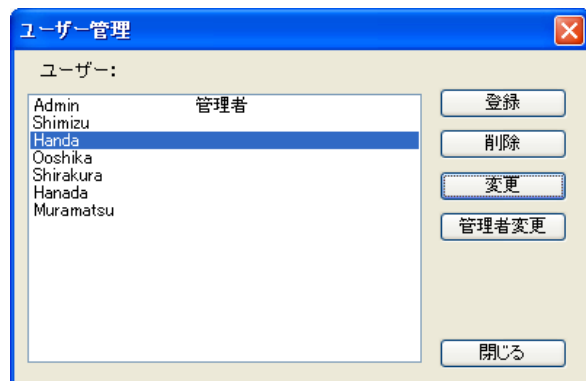 ユーザー管理
ユーザー:
Admin 管理者
Shimizu
Handa
Ooshika
Shirakura
Hanada
Muramatsu
登録
削除
変更
管理者変更
閉じる